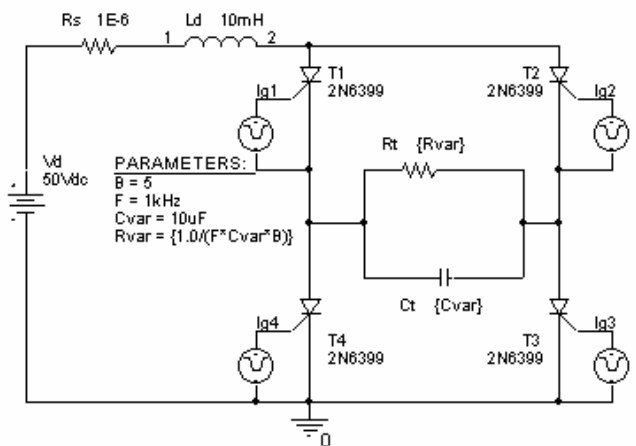 Rs 1E-6
Ld 10mH
1
2
T1
2N6399
T2
2N6399
Ig1
Ig2
Rt {Rvar}
Vd
50Vdc
PARAMETERS:
B = 5
F = 1kHz
Cvar = 10uF
Rvar = {1.0/(F*Cvar*B)}
Ct {Cvar}
Ig4
Ig3
T4
2N6399
T3
2N6399
0